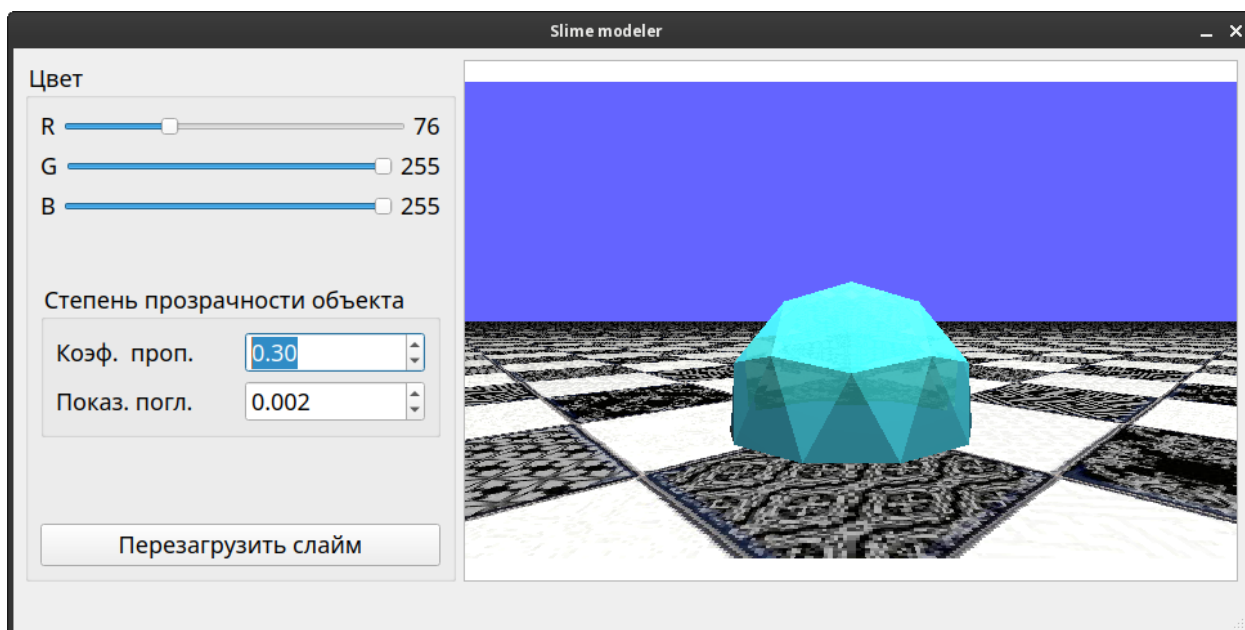 Slime modeler
Цвет
R 76
G 255
B 255
Степень прозрачности объекта
Коэф. проп. 0.30
Показ. погл. 0.002
Перезагрузить слайм